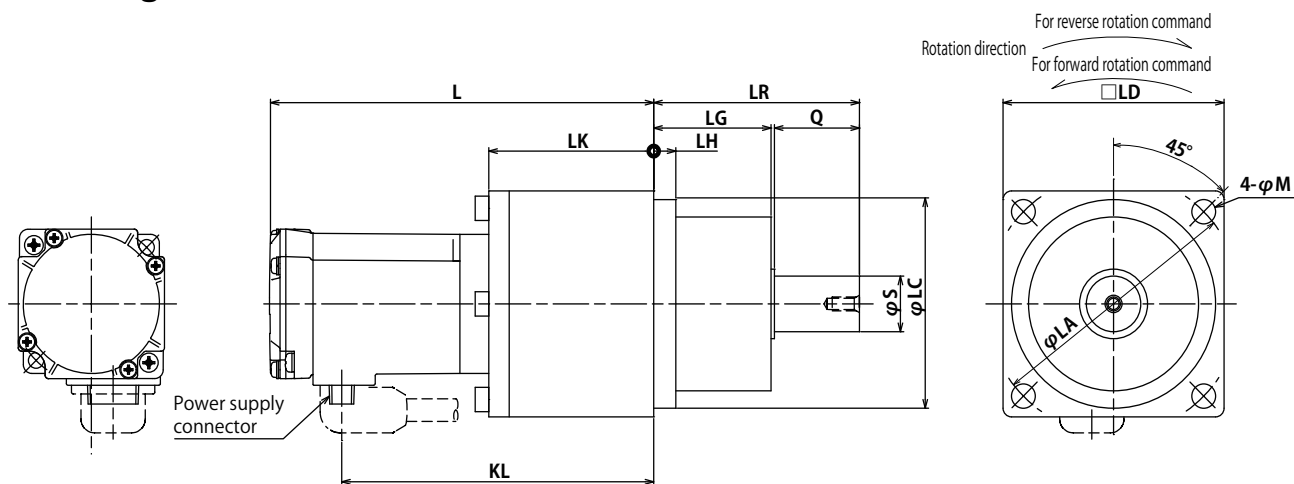 g
For reverse rotation command
Rotation direction
For forward rotation command
L
LR
□LD
LG
Q
LK
LH
45°
4-φM
φS
φLC
φLA
Power supply
connector
KL